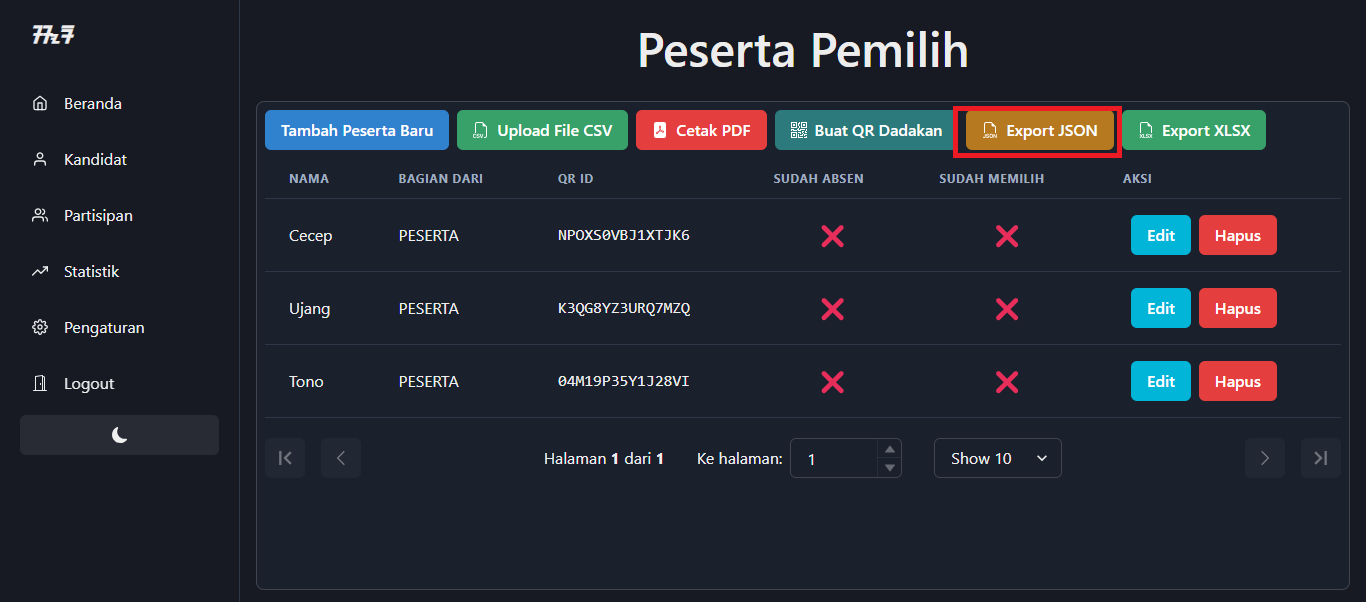 Peserta Pemilih
Beranda
Kandidat
Partisipan
Statistik
Pengaturan
Logout
Tambah Peserta Baru Upload File CSV Cetak PDF Buat QR Dadakan Export JSON Export XLSX
NAMA BAGIAN DARI QR ID SUDAH ABSEN SUDAH MEMILIH AKSI
Cecep PESERTA NPOXS0VBJ1XTJK6 Edit Hapus
Ujang PESERTA K3QG8YZ3URQ7MZQ Edit Hapus
Tono PESERTA 04M19P35Y1J28VI Edit Hapus
Halaman 1 dari 1 Ke halaman: 1 Show 10